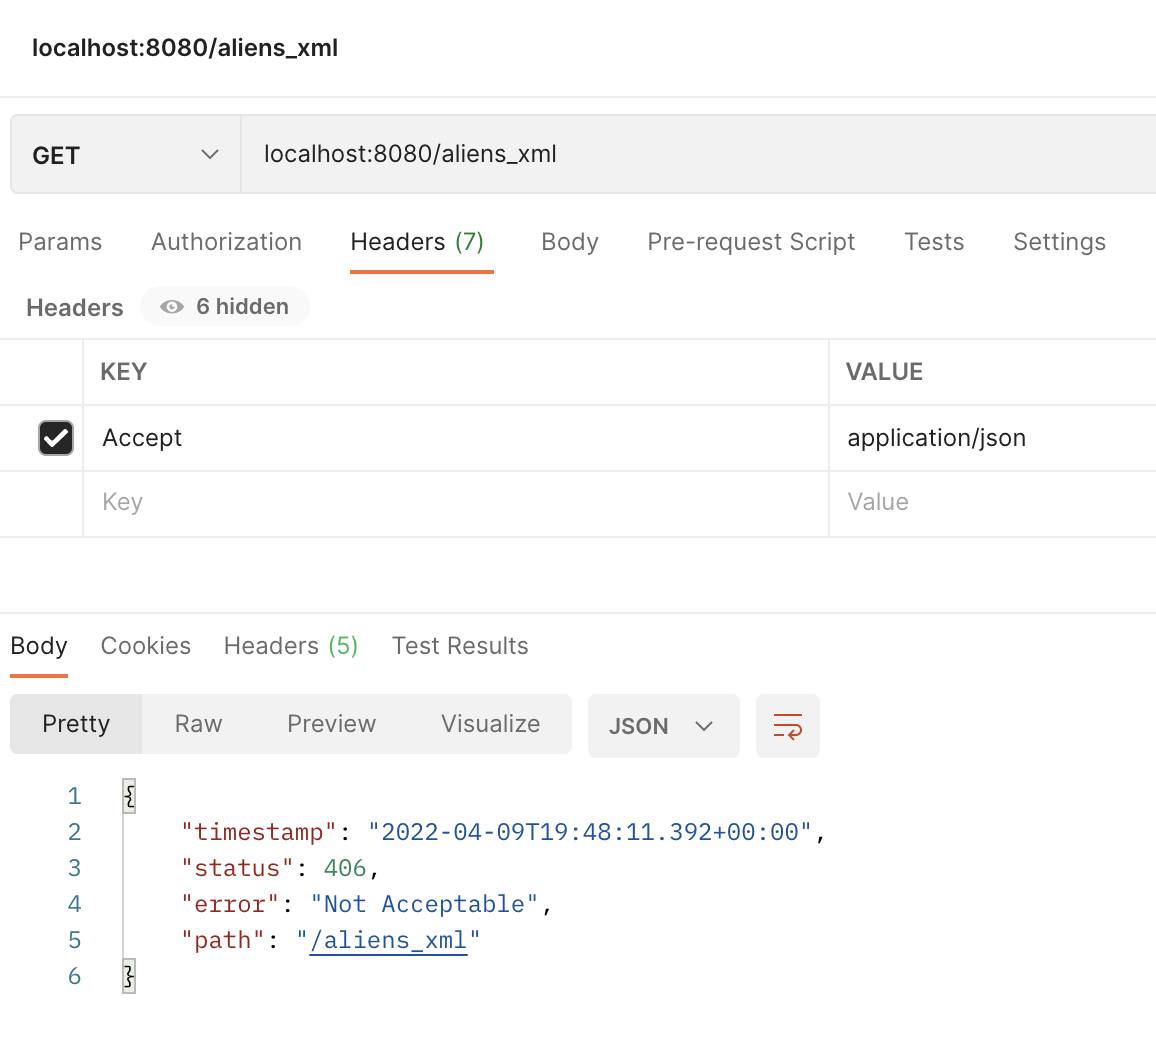 localhost:8080/aliens_xml
GET localhost:8080/aliens_xml
Params Authorization Headers (7) Body Pre-request Script Tests Settings
Headers 6 hidden
KEY VALUE
Accept application/json
Key Value
Body Cookies Headers (5) Test Results
Pretty Raw Preview Visualize JSON
1 {
2 "timestamp": "2022-04-09T19:48:11.392+00:00",
3 "status": 406,
4 "error": "Not Acceptable",
5 "path": "/aliens_xml"
6 }